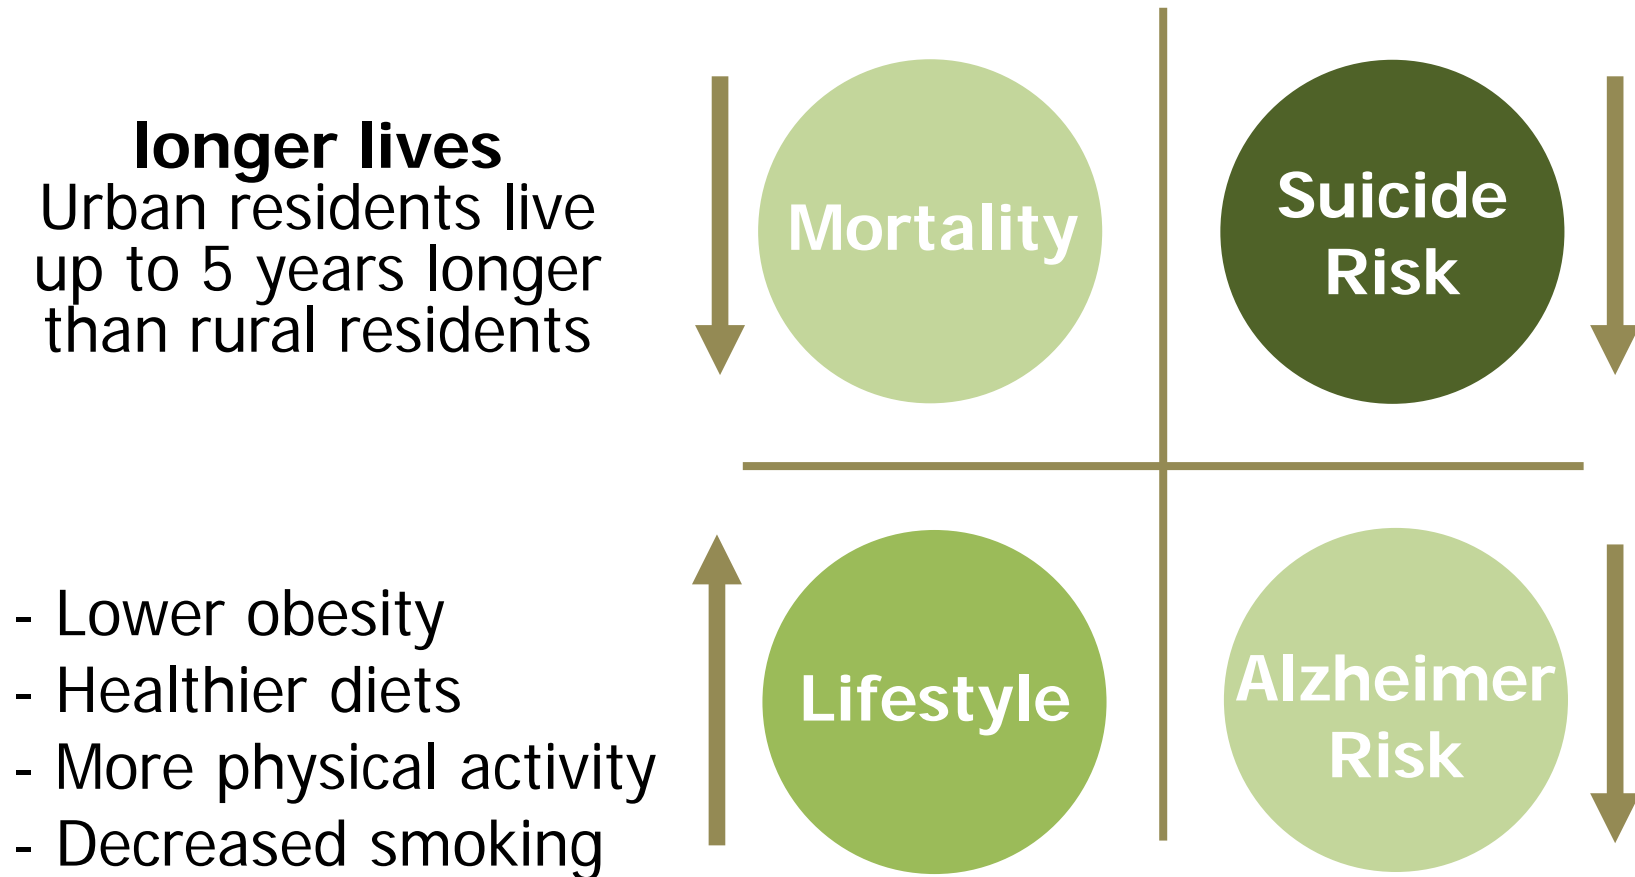 longer lives
Urban residents live
up to 5 years longer
than rural residents
Mortality
Suicide
Risk
- Lower obesity
- Healthier diets
- More physical activity
- Decreased smoking
Lifestyle
Alzheimer
Risk